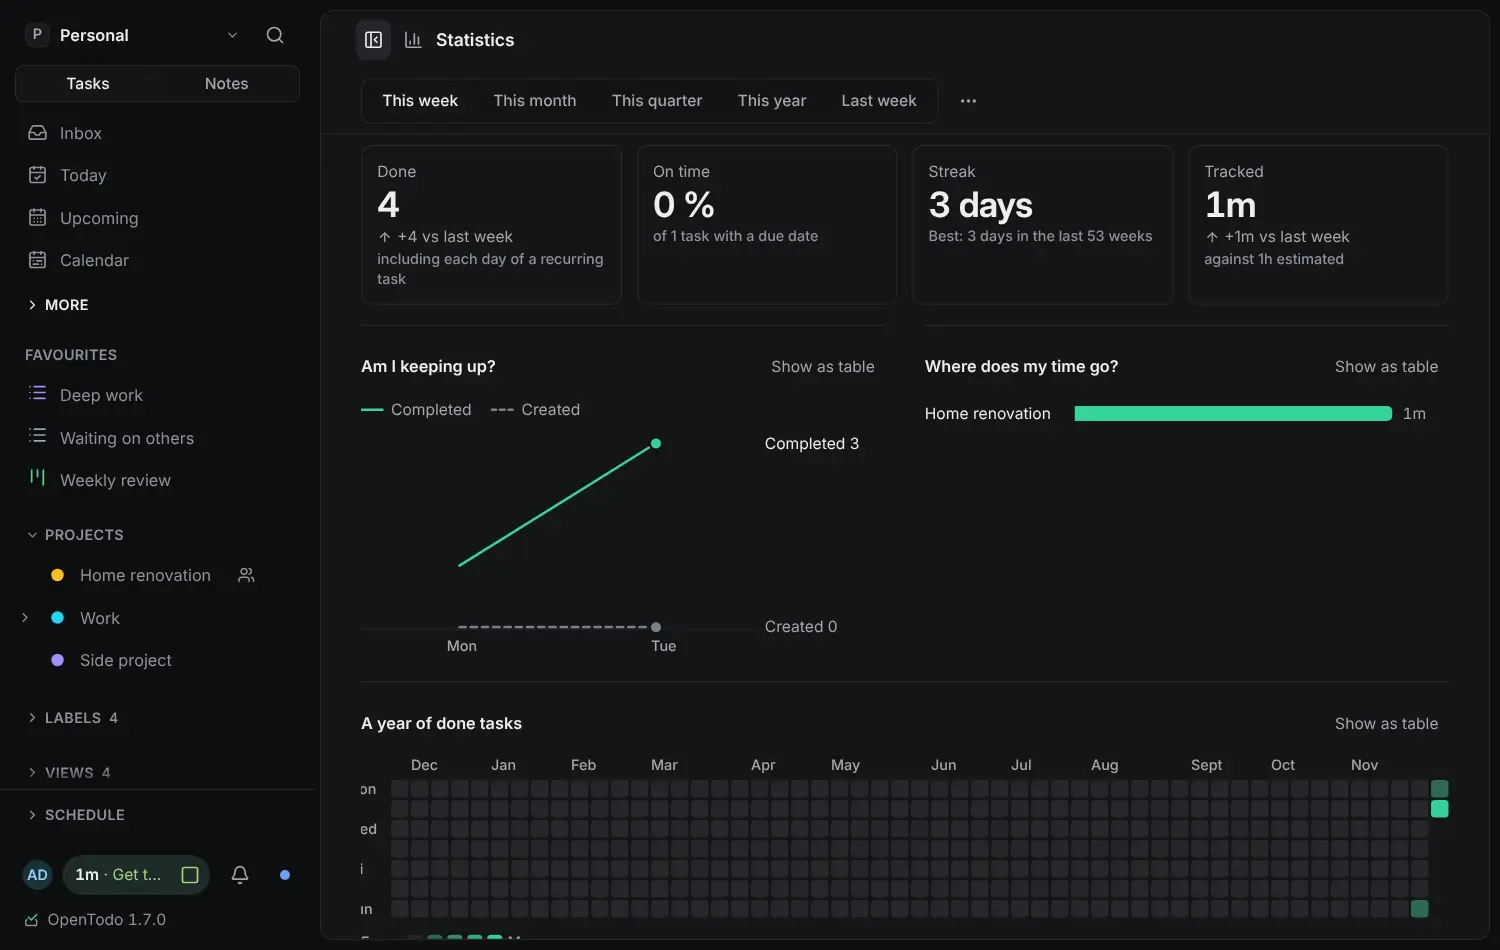 P Personal
Tasks Notes
Inbox
Today
Upcoming
Calendar
MORE
FAVOURITES
Deep work
Waiting on others
Weekly review
PROJECTS
Home renovation
Work
Side project
LABELS 4
VIEWS 4
SCHEDULE
AD 1m · Get t...
OpenTodo 1.7.0
Statistics
This week This month This quarter This year Last week ...
Done
4
↑ +4 vs last week
including each day of a recurring
task
On time
0 %
of 1 task with a due date
Streak
3 days
Best: 3 days in the last 53 weeks
Tracked
1m
↑ +1m vs last week
against 1h estimated
Am I keeping up? Show as table
Completed Created
Completed 3
Created 0
Mon Tue
Where does my time go? Show as table
Home renovation 1m
A year of done tasks Show as table
Dec Jan Feb Mar Apr May Jun Jul Aug Sept Oct Nov
on
ed
i
un